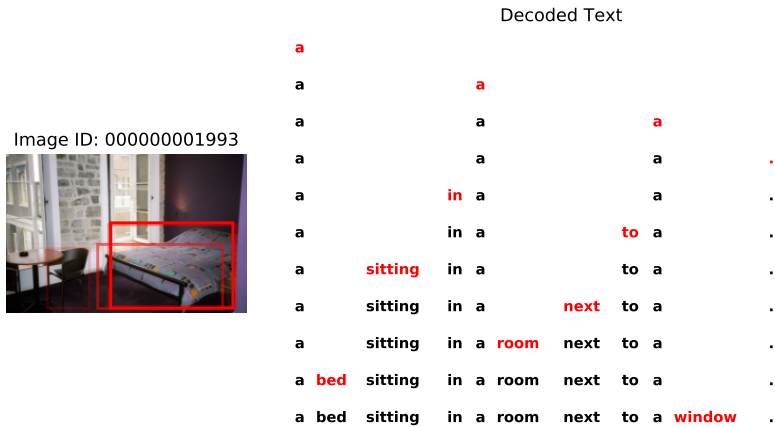 Decoded Text
a
a a
a a a
Image ID: 000000001993
a a a .
a in a a .
a in a to a .
a sitting in a to a .
a sitting in a next to a .
a sitting in a room next to a .
a bed sitting in a room next to a .
a bed sitting in a room next to a window .